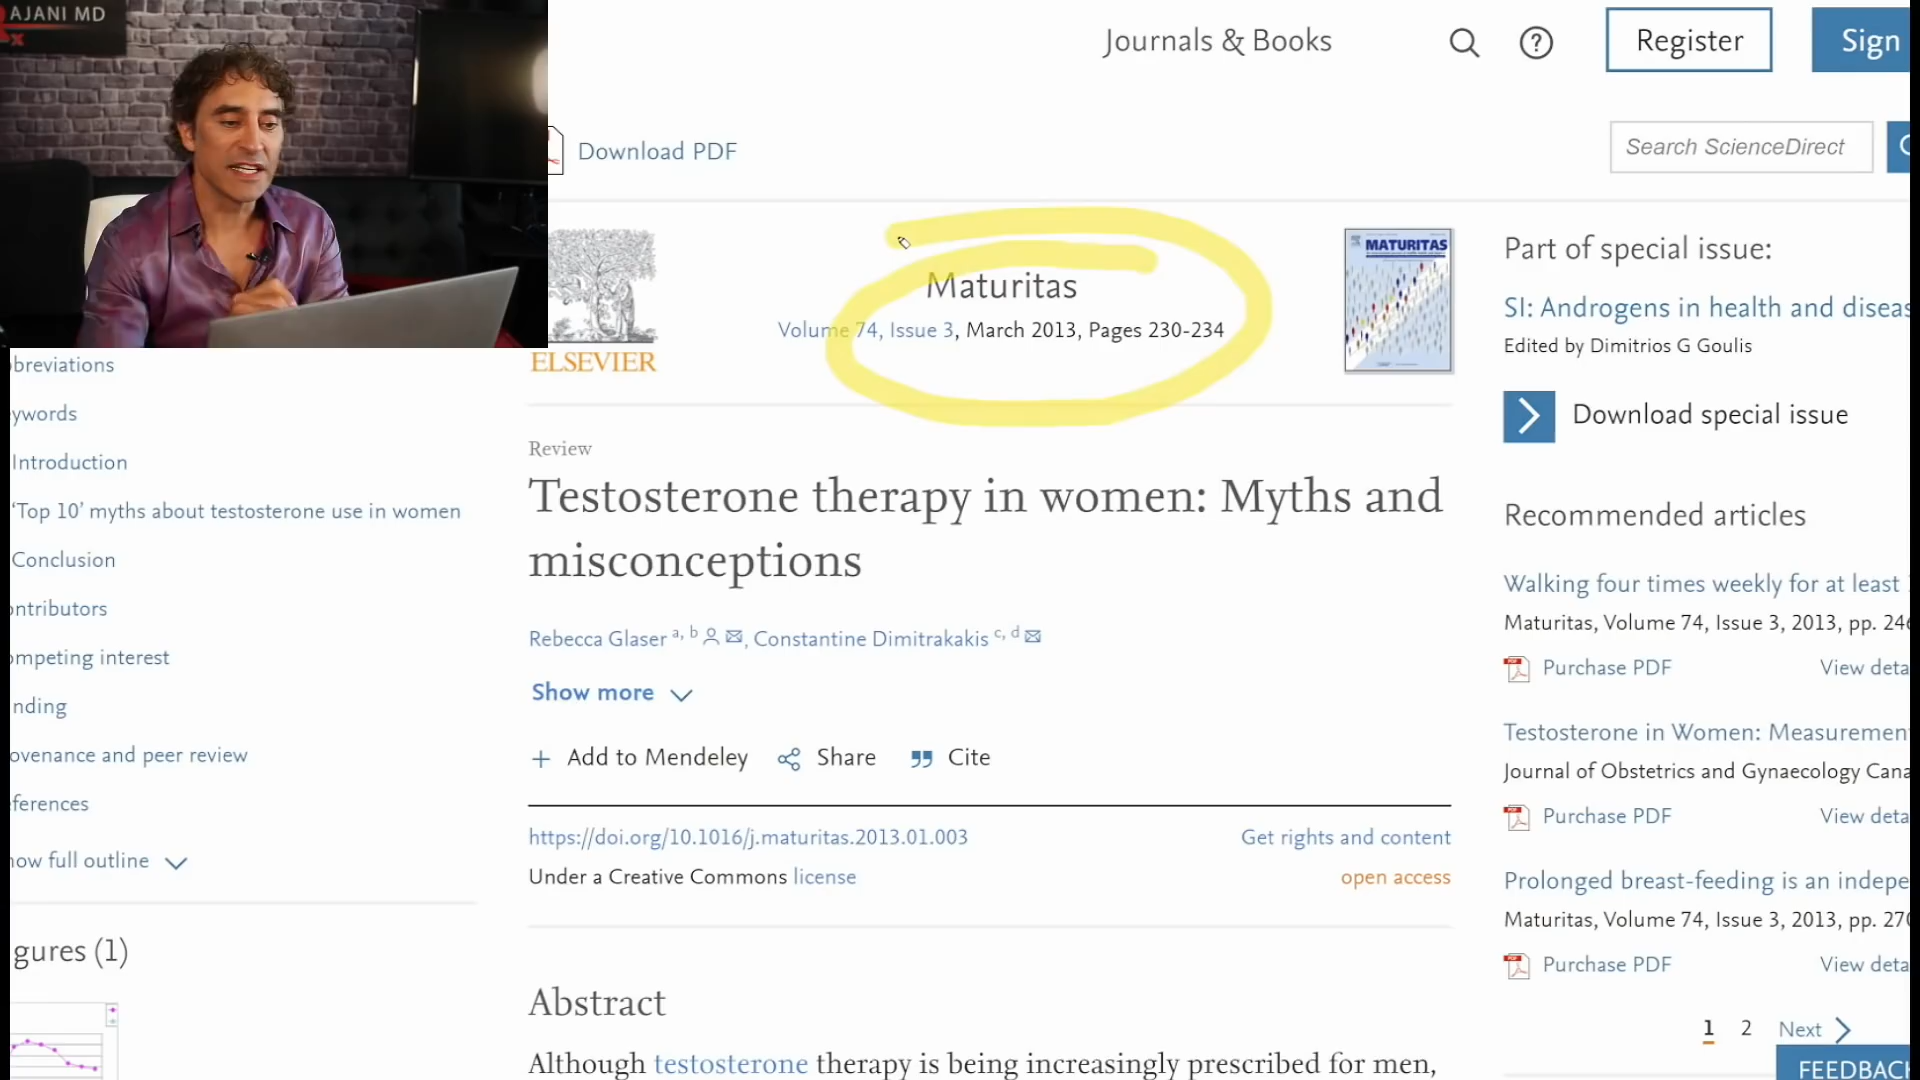 AJANI MD
x
Journals & Books
Register
Sign
Download PDF
Search ScienceDirect
ELSEVIER
Maturitas
Volume 74, Issue 3, March 2013, Pages 230-234
MATURITAS
Part of special issue:
SI: Androgens in health and diseas
Edited by Dimitrios G Goulis
Download special issue
breviations
ywords
Introduction
'Top 10' myths about testosterone use in women
Conclusion
ontributors
ompeting interest
nding
ovenance and peer review
ferences
how full outline
gures (1)
Review
Testosterone therapy in women: Myths and
misconceptions
Rebecca Glaser a, b, Constantine Dimitrakakis c, d
Show more
Add to Mendeley Share Cite
https://doi.org/10.1016/j.maturitas.2013.01.003 Get rights and content
Under a Creative Commons license open access
Abstract
Although testosterone therapy is being increasingly prescribed for men,
Recommended articles
Walking four times weekly for at least
Maturitas, Volume 74, Issue 3, 2013, pp. 246
PDF
Purchase PDF View deta
Testosterone in Women: Measuremen
Journal of Obstetrics and Gynaecology Cana
PDF
Purchase PDF View deta
Prolonged breast-feeding is an indepe
Maturitas, Volume 74, Issue 3, 2013, pp. 270
PDF
Purchase PDF View deta
1 2 Next
FEEDBACK